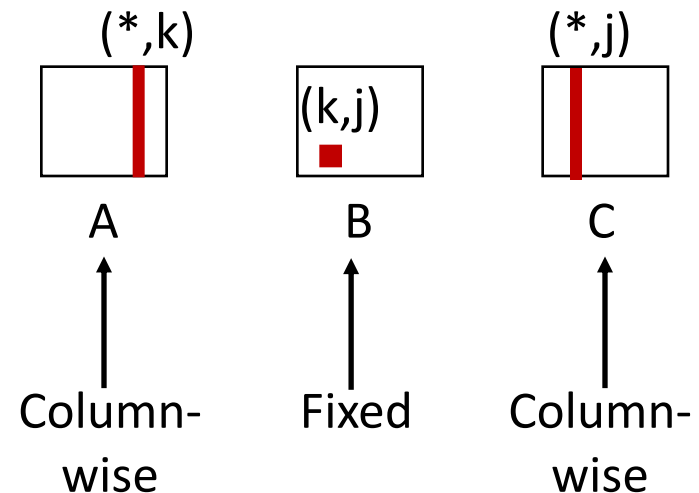 (*,k)
(*,j)
(k,j)
A
B
C
Column-
wise
Fixed
Column-
wise